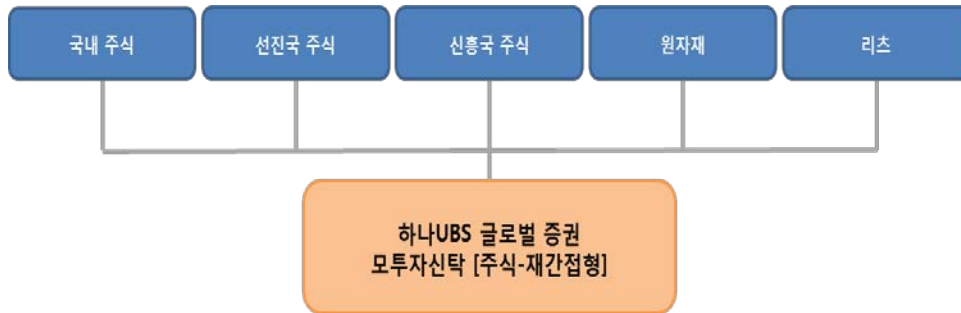 국내 주식
선진국 주식
신흥국 주식
원자재
리츠
하나UBS 글로벌 증권
모투자신탁 [주식-재간접형]